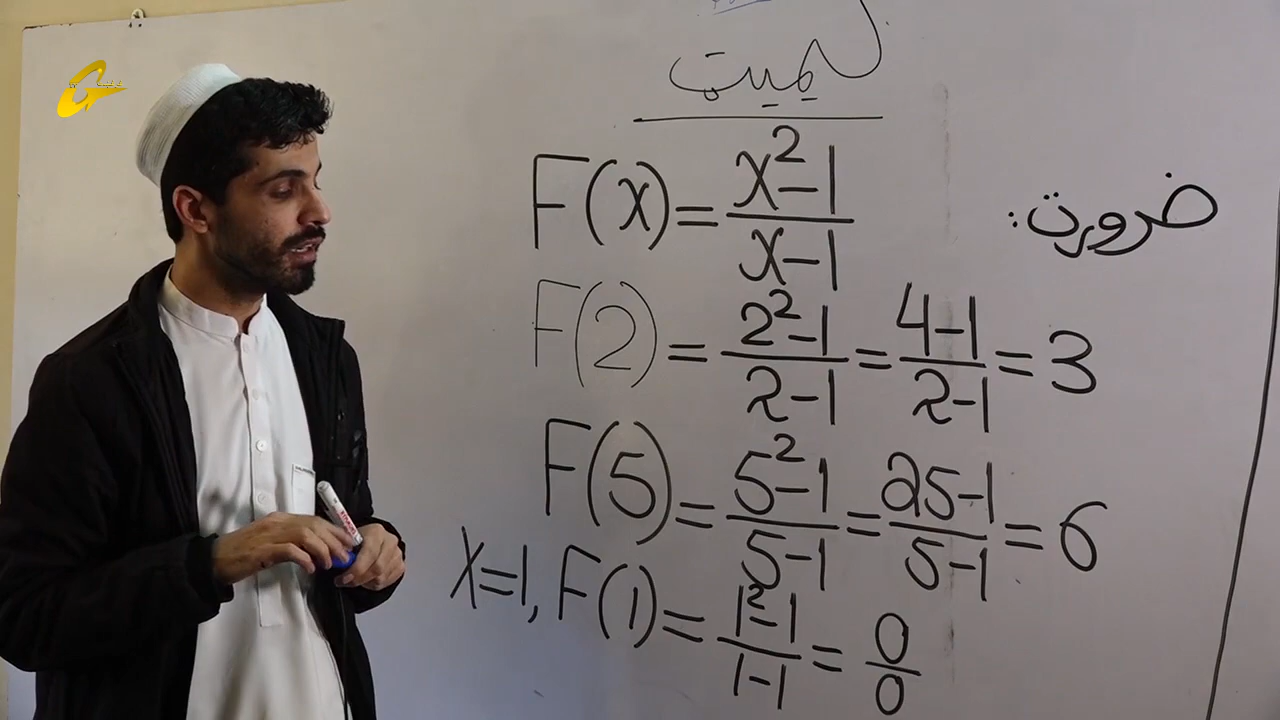 لیمیټ
ضرورت:
F(x) = (x²-1)/(x-1)
F(2) = (2²-1)/(2-1) = (4-1)/(2-1) = 3
F(5) = (5²-1)/(5-1) = (25-1)/(5-1) = 6
x=1, F(1) = (1²-1)/(1-1) = 0/0